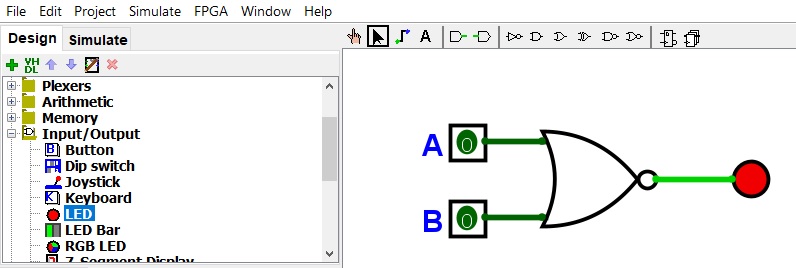 File Edit Project Simulate FPGA Window Help
Design Simulate
A
VH
DL
Plexers
Arithmetic
Memory
Input/Output
Button
Dip switch
Joystick
Keyboard
LED
LED Bar
RGB LED
7-Segment Display
A 0
B 0